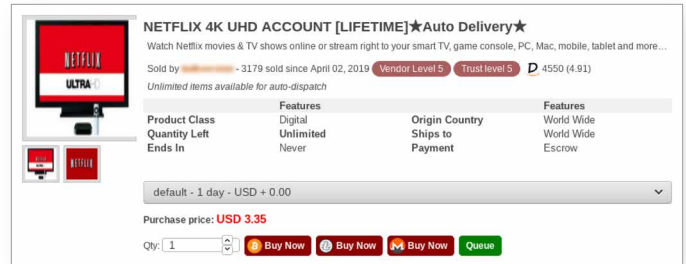 NETFLIX 4K UHD ACCOUNT [LIFETIME]★Auto Delivery★
NETFLIX
ULTRA HD
Watch Netflix movies & TV shows online or stream right to your smart TV, game console, PC, Mac, mobile, tablet and more…
Sold by - 3179 sold since April 02, 2019 Vendor Level 5 Trust level 5 D 4550 (4.91)
Unlimited items available for auto-dispatch
Features Features
Product Class Digital Origin Country World Wide
Quantity Left Unlimited Ships to World Wide
Ends In Never Payment Escrow
NETFLIX
default - 1 day - USD + 0.00
Purchase price: USD 3.35
Qty: 1 Buy Now Buy Now Buy Now Queue